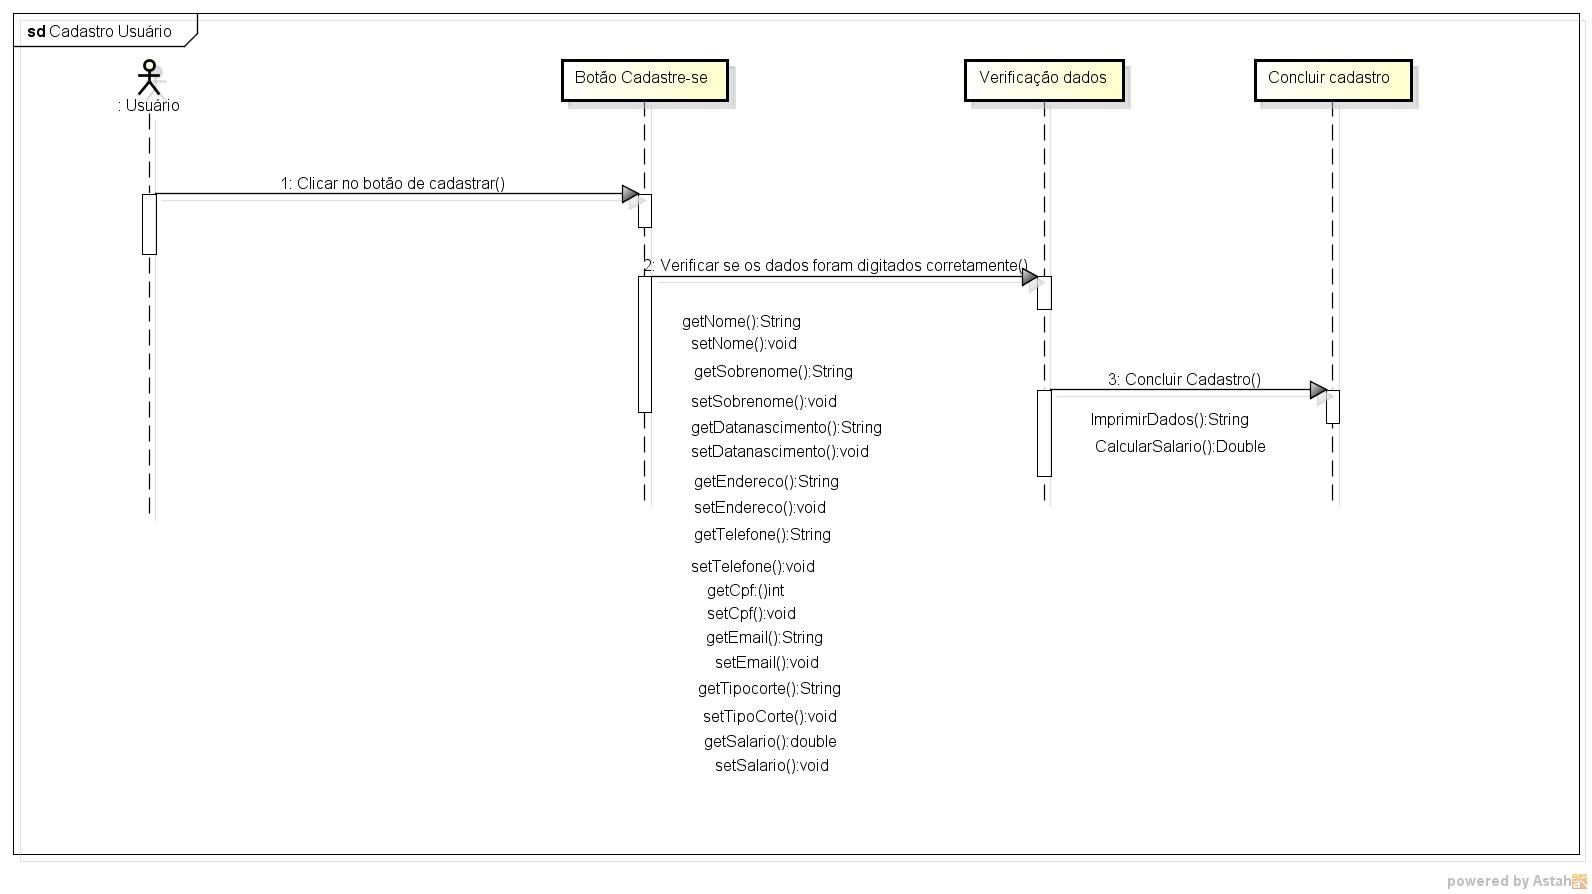 sd Cadastro Usuário
: Usuário
Botão Cadastre-se
Verificação dados
Concluir cadastro
1: Clicar no botão de cadastrar()
2: Verificar se os dados foram digitados corretamente()
getNome():String
setNome():void
getSobrenome():String
setSobrenome():void
getDatanascimento():String
setDatanascimento():void
getEndereco():String
setEndereco():void
getTelefone():String
setTelefone():void
getCpf:()int
setCpf():void
getEmail():String
setEmail():void
getTipocorte():String
setTipoCorte():void
getSalario():double
setSalario():void
3: Concluir Cadastro()
ImprimirDados():String
CalcularSalario():Double
powered by Astah